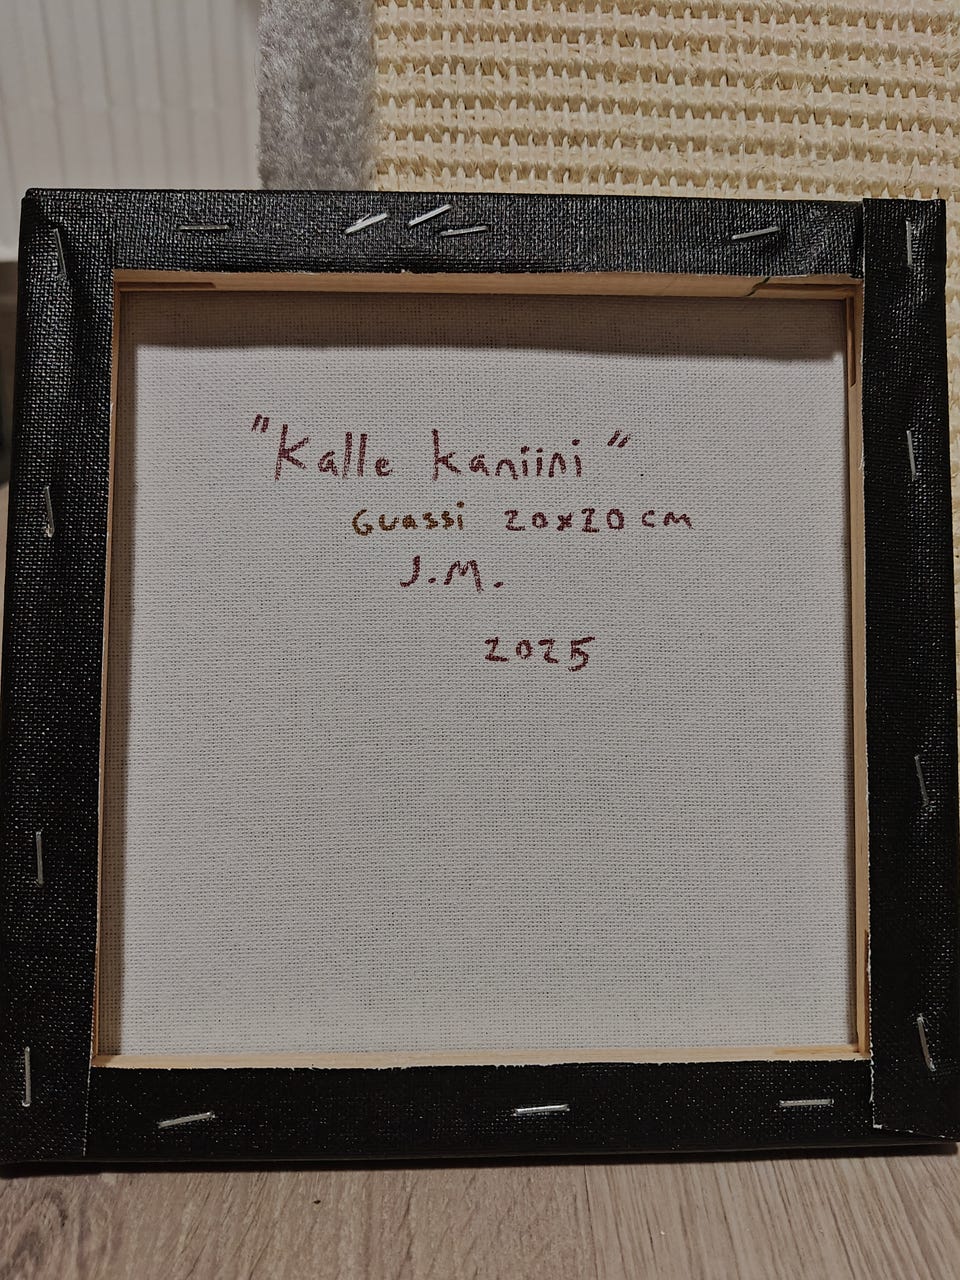 "Kalle kaniini"
Guassi 20x20 cm
J.M.
2025